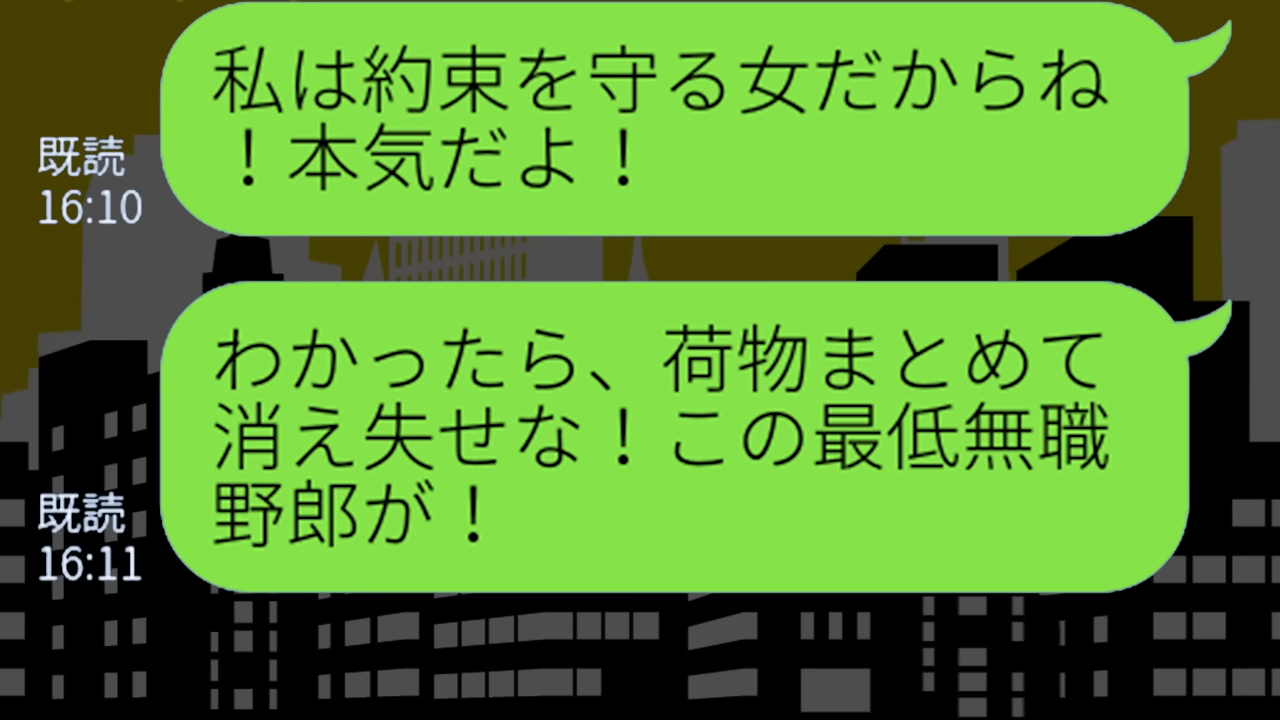 私は約束を守る女だからね
！本気だよ！
既読
16:10
わかったら、荷物まとめて
消え失せな！この最低無職
野郎が！
既読
16:11